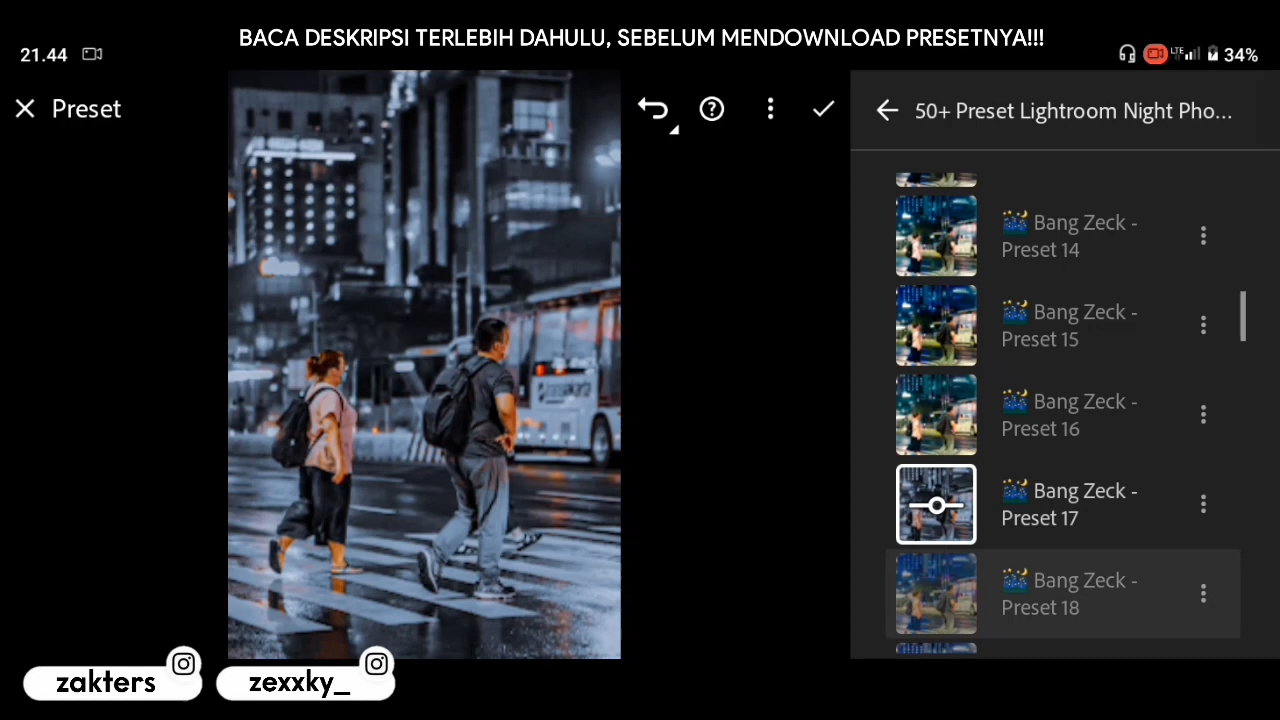 BACA DESKRIPSI TERLEBIH DAHULU, SEBELUM MENDOWNLOAD PRESETNYA!!!
21.44
LTE
34%
Preset
50+ Preset Lightroom Night Pho...
Bang Zeck -
Preset 14
Bang Zeck -
Preset 15
Bang Zeck -
Preset 16
Bang Zeck -
Preset 17
Bang Zeck -
Preset 18
zakters
zexxky_